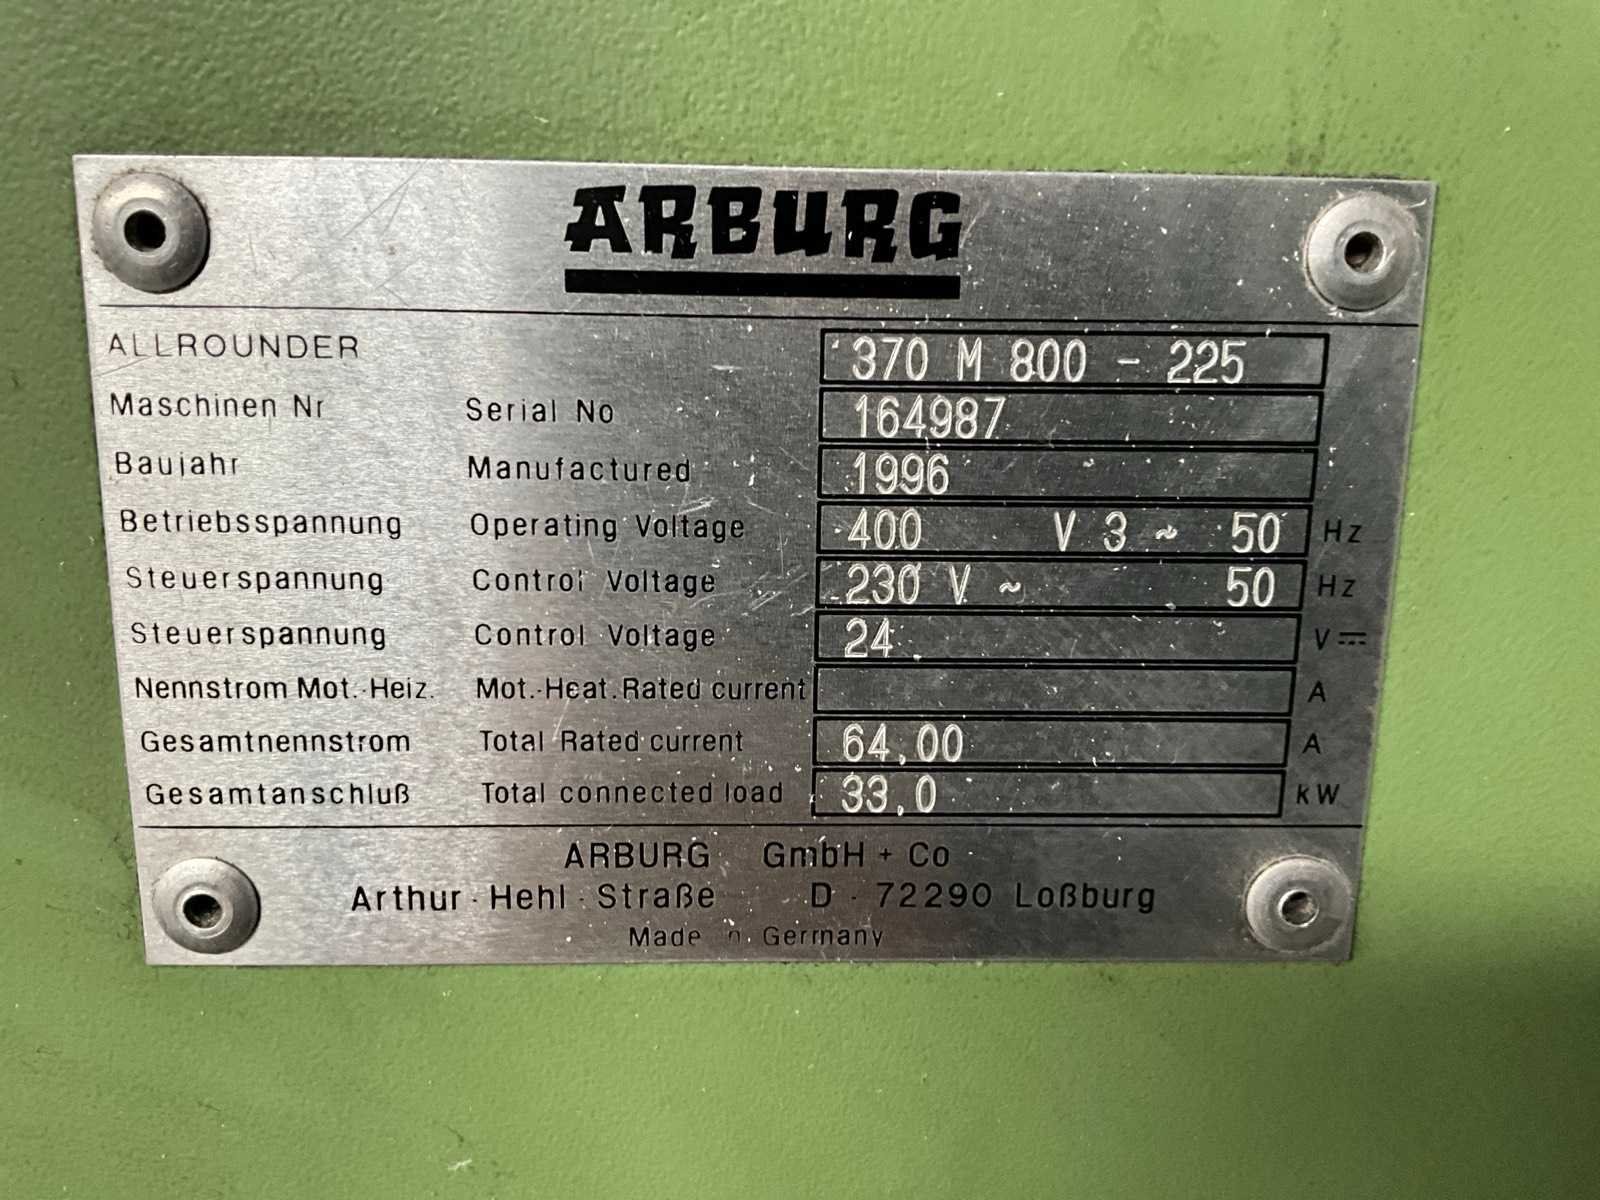 ARBURG
ALLROUNDER 370 M 800 - 225
Maschinen Nr Serial No 164987
Baujahr Manufactured 1996
Betriebsspannung Operating Voltage 400 V 3 ~ 50 Hz
Steuerspannung Control Voltage 230 V ~ 50 Hz
Steuerspannung Control Voltage 24 V ⎓
Nennstrom Mot.-Heiz. Mot.-Heat.Rated current A
Gesamtnennstrom Total Rated current 64,00 A
Gesamtanschluß Total connected load 33,0 kW
ARBURG GmbH + Co
Arthur - Hehl - Straße D - 72290 Loßburg
Made in Germany